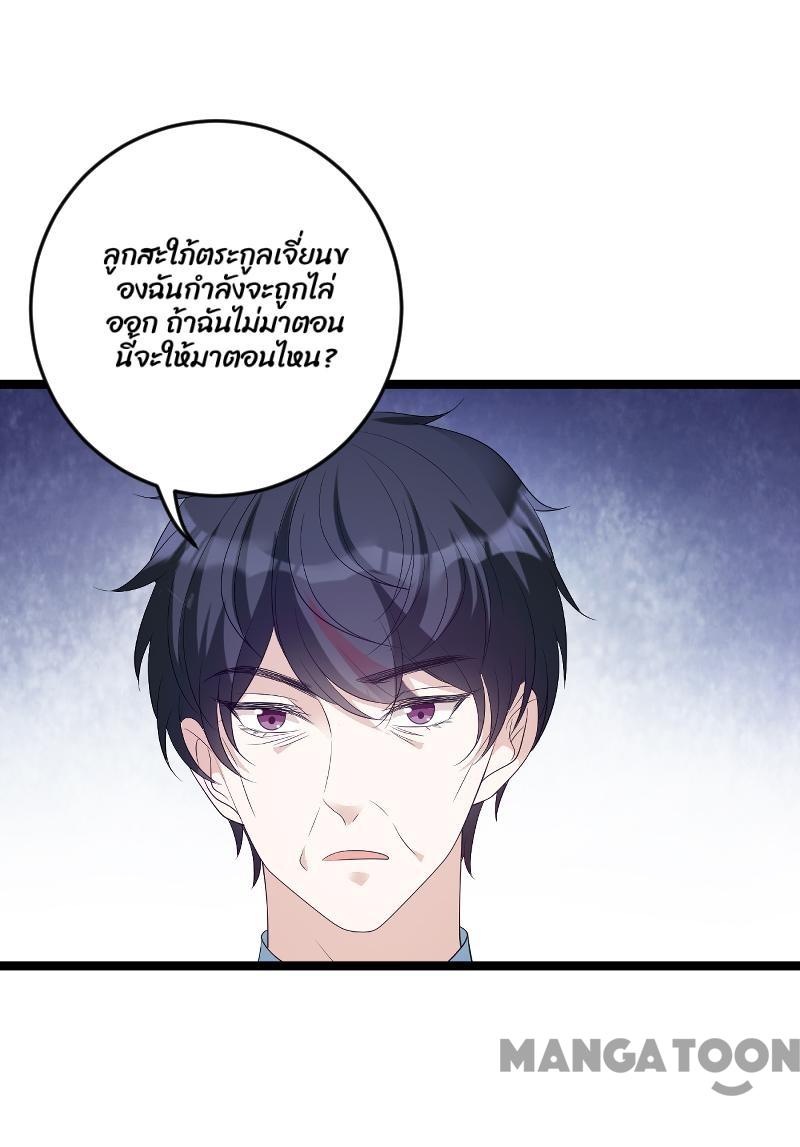 ลูกสะใภ้ตระกูลเจี่ยนข
องฉันกำลังจะถูกไล่
ออก ถ้าฉันไม่มาตอน
นี้จะให้มาตอนไหน?
MANGATOON